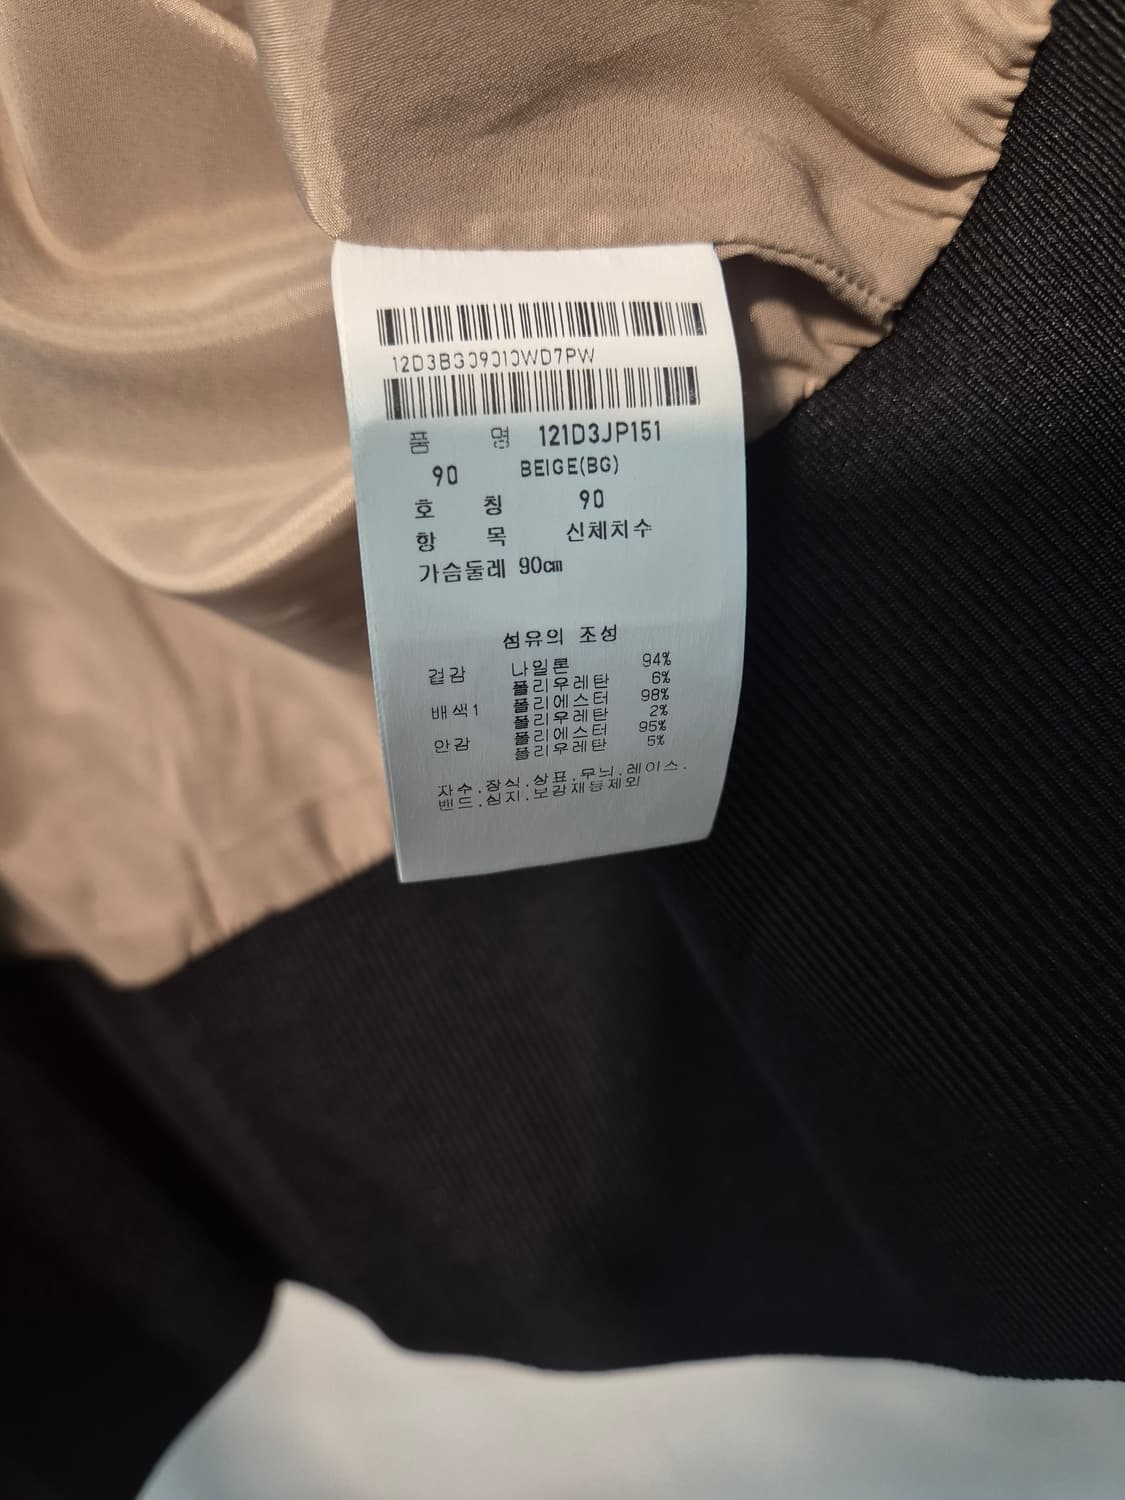 12D3BG09010WD7PW
품 명 121D3JP151
90 BEIGE(BG)
호 칭 90
항 목 신체치수
가슴둘레 90cm
섬유의 조성
겉감 나일론 94%
폴리우레탄 6%
배색1 폴리에스터 98%
폴리우레탄 2%
안감 폴리에스터 95%
폴리우레탄 5%
자수.장식.상표.무늬.레이스.
밴드.심지.보강재등제외